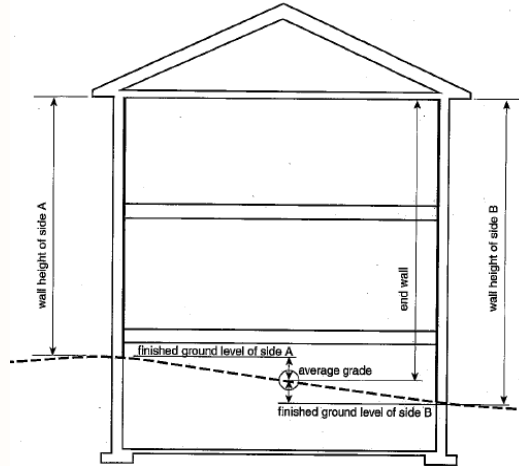 wall height of side A
end wall
wall height of side B
finished ground level of side A
average grade
finished ground level of side B